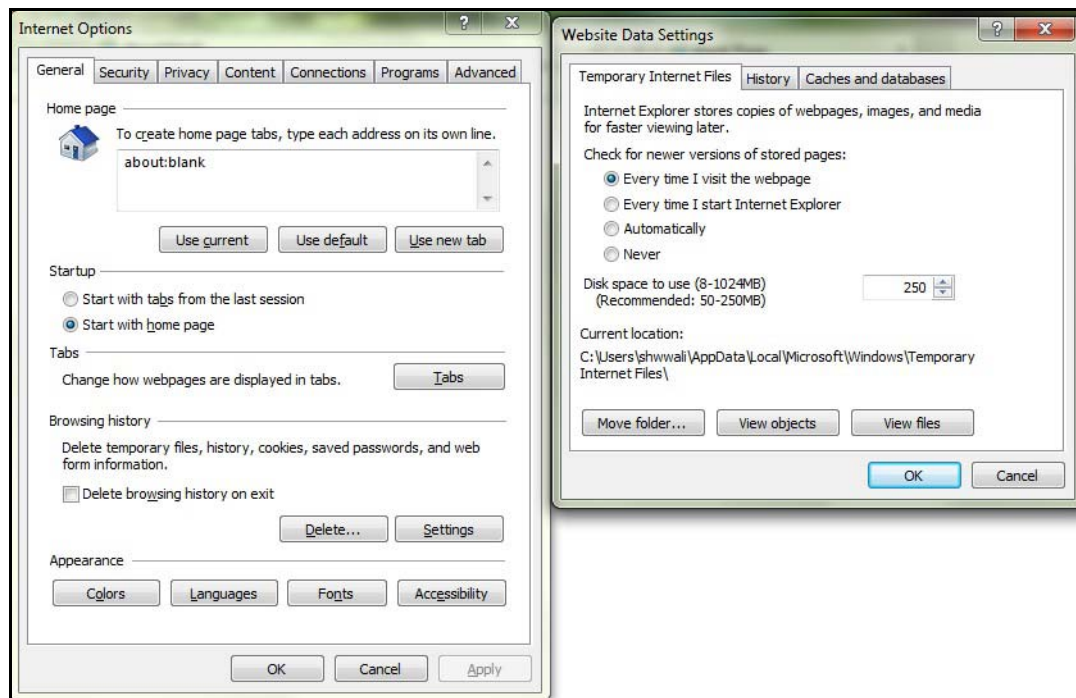 Internet Options
General Security Privacy Content Connections Programs Advanced
Home page
To create home page tabs, type each address on its own line.
about:blank
Use current Use default Use new tab
Startup
Start with tabs from the last session
Start with home page
Tabs
Change how webpages are displayed in tabs.
Tabs
Browsing history
Delete temporary files, history, cookies, saved passwords, and web
form information.
Delete browsing history on exit
Delete... Settings
Appearance
Colors Languages Fonts Accessibility
OK Cancel Apply
Website Data Settings
Temporary Internet Files History Caches and databases
Internet Explorer stores copies of webpages, images, and media
for faster viewing later.
Check for newer versions of stored pages:
Every time I visit the webpage
Every time I start Internet Explorer
Automatically
Never
Disk space to use (8-1024MB) 250
(Recommended: 50-250MB)
Current location:
C:\Users\shwwali\AppData\Local\Microsoft\Windows\Temporary
Internet Files\
Move folder... View objects View files
OK Cancel